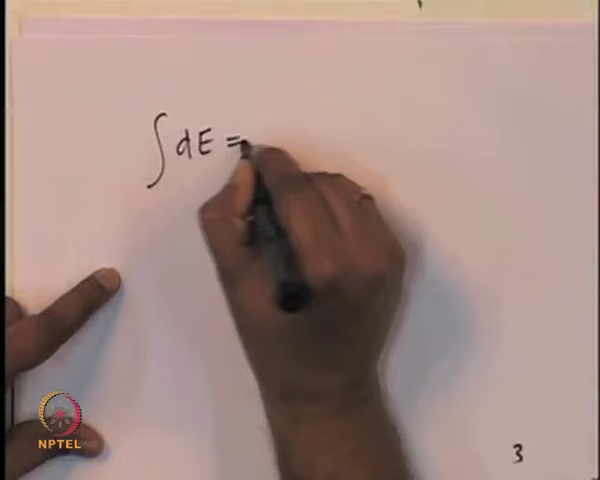 ∫ dE =
NPTEL
3